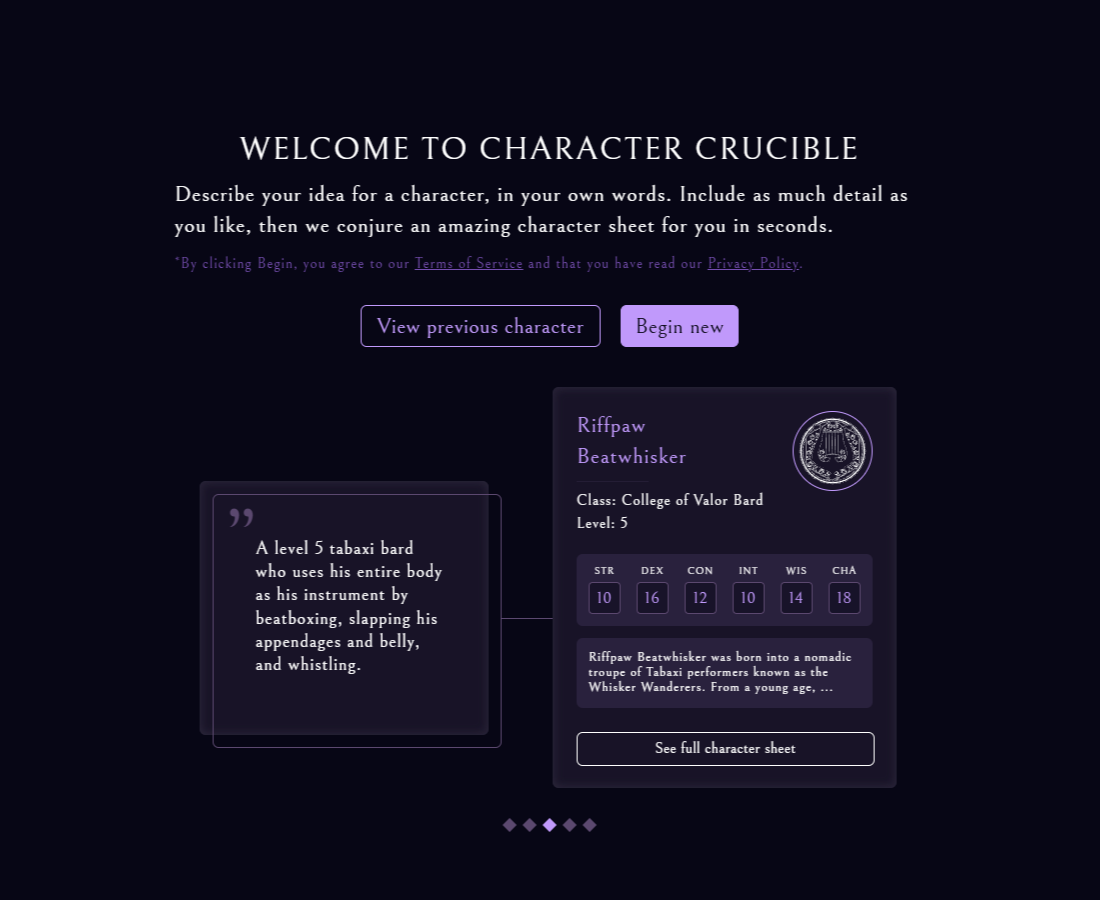 WELCOME TO CHARACTER CRUCIBLE
Describe your idea for a character, in your own words. Include as much detail as
you like, then we conjure an amazing character sheet for you in seconds.
*By clicking Begin, you agree to our Terms of Service and that you have read our Privacy Policy.
View previous character
Begin new
”
A level 5 tabaxi bard
who uses his entire body
as his instrument by
beatboxing, slapping his
appendages and belly,
and whistling.
Riffpaw
Beatwhisker
Class: College of Valor Bard
Level: 5
STR DEX CON INT WIS CHA
10 16 12 10 14 18
Riffpaw Beatwhisker was born into a nomadic
troupe of Tabaxi performers known as the
Whisker Wanderers. From a young age, ...
See full character sheet